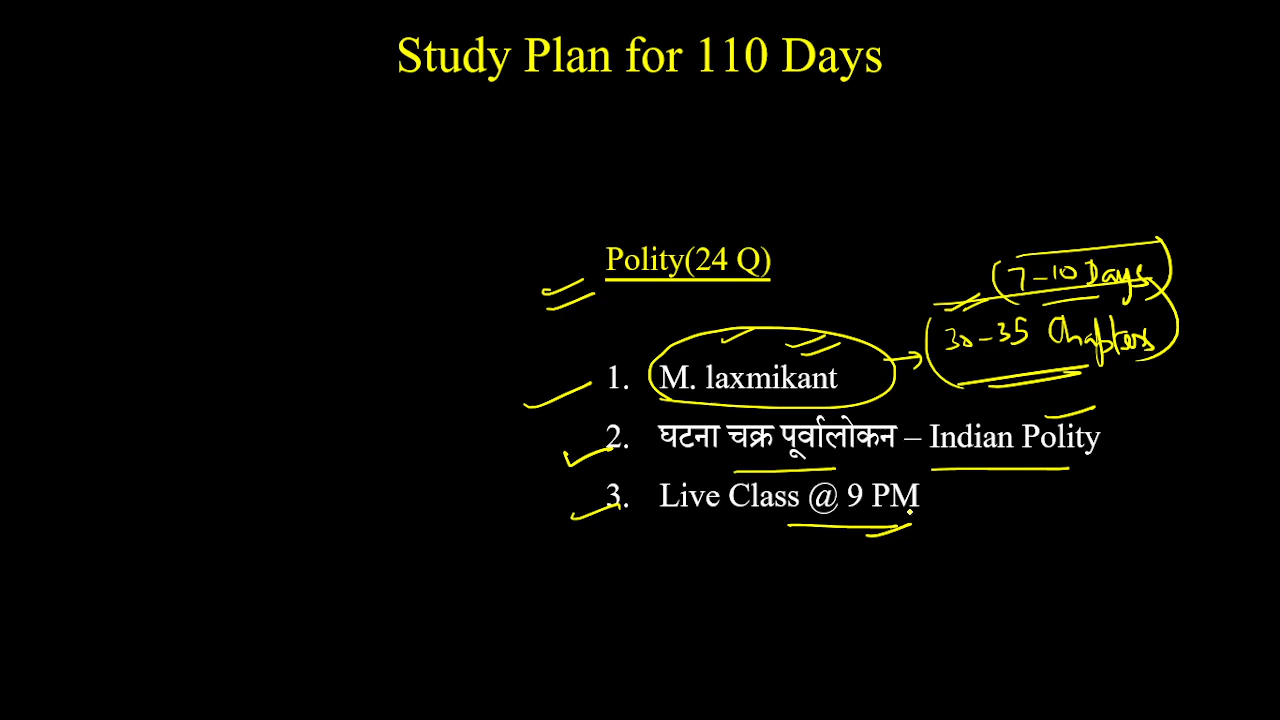 Study Plan for 110 Days
Polity(24 Q)
7-10 Days
30-35 Chapters
1. M. laxmikant
2. घटना चक्र पूर्वालोकन – Indian Polity
3. Live Class @ 9 PM